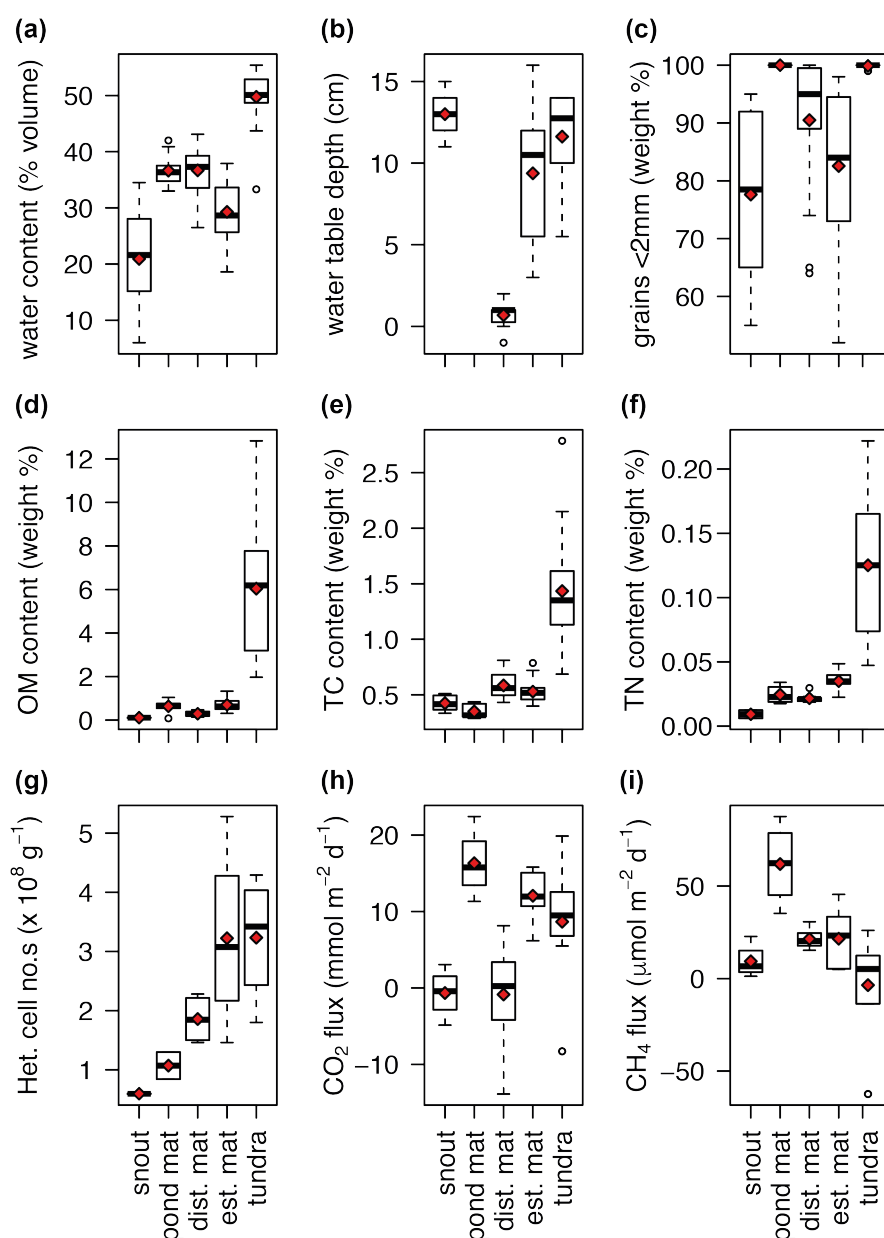 (a)
water content (% volume)
50
40
30
20
10
(b)
water table depth (cm)
15
10
5
0
(c)
grains <2mm (weight %)
100
90
80
70
60
(d)
OM content (weight %)
12
10
8
6
4
2
0
(e)
TC content (weight %)
2.5
2.0
1.5
1.0
0.5
(f)
TN content (weight %)
0.20
0.15
0.10
0.05
0.00
(g)
Het. cell no.s (x 10⁸ g⁻¹)
5
4
3
2
1
snout
pond mat
dist. mat
est. mat
tundra
(h)
CO₂ flux (mmol m⁻² d⁻¹)
20
10
0
−10
snout
pond mat
dist. mat
est. mat
tundra
(i)
CH₄ flux (μmol m⁻² d⁻¹)
50
0
−50
snout
pond mat
dist. mat
est. mat
tundra